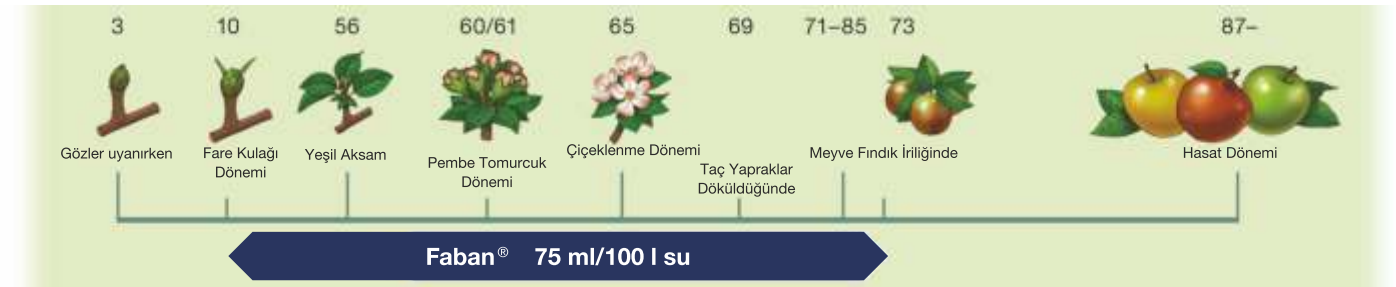 3 10 56 60/61 65 69 71–85 73 87–
Gözler uyanırken
Fare Kulağı
Dönemi
Yeşil Aksam
Pembe Tomurcuk
Dönemi
Çiçeklenme Dönemi
Taç Yapraklar
Döküldüğünde
Meyve Fındık İriliğinde
Hasat Dönemi
Faban® 75 ml/100 l su